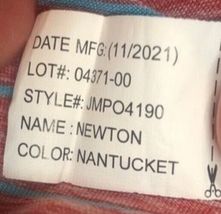 DATE MFG:(11/2021)
LOT#: 04371-00
STYLE#: JMPO4190
NAME : NEWTON
COLOR: NANTUCKET